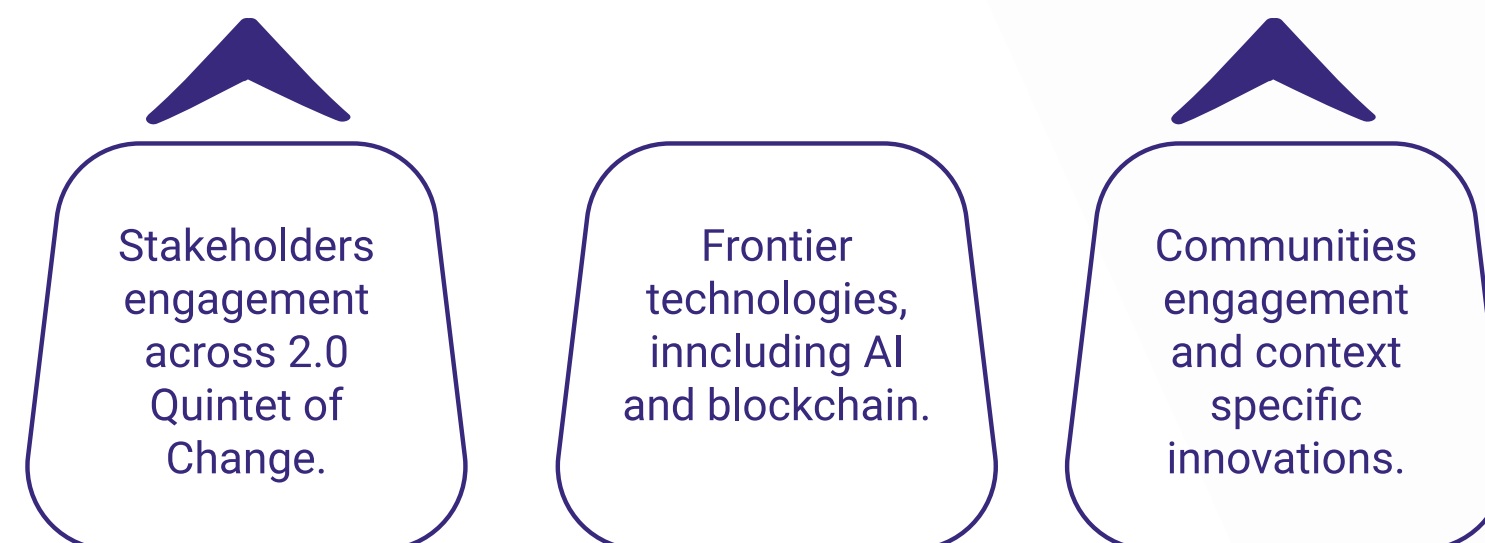 Stakeholders
engagement
across 2.0
Quintet of
Change.
Frontier
technologies,
inncluding AI
and blockchain.
Communities
engagement
and context
specific
innovations.